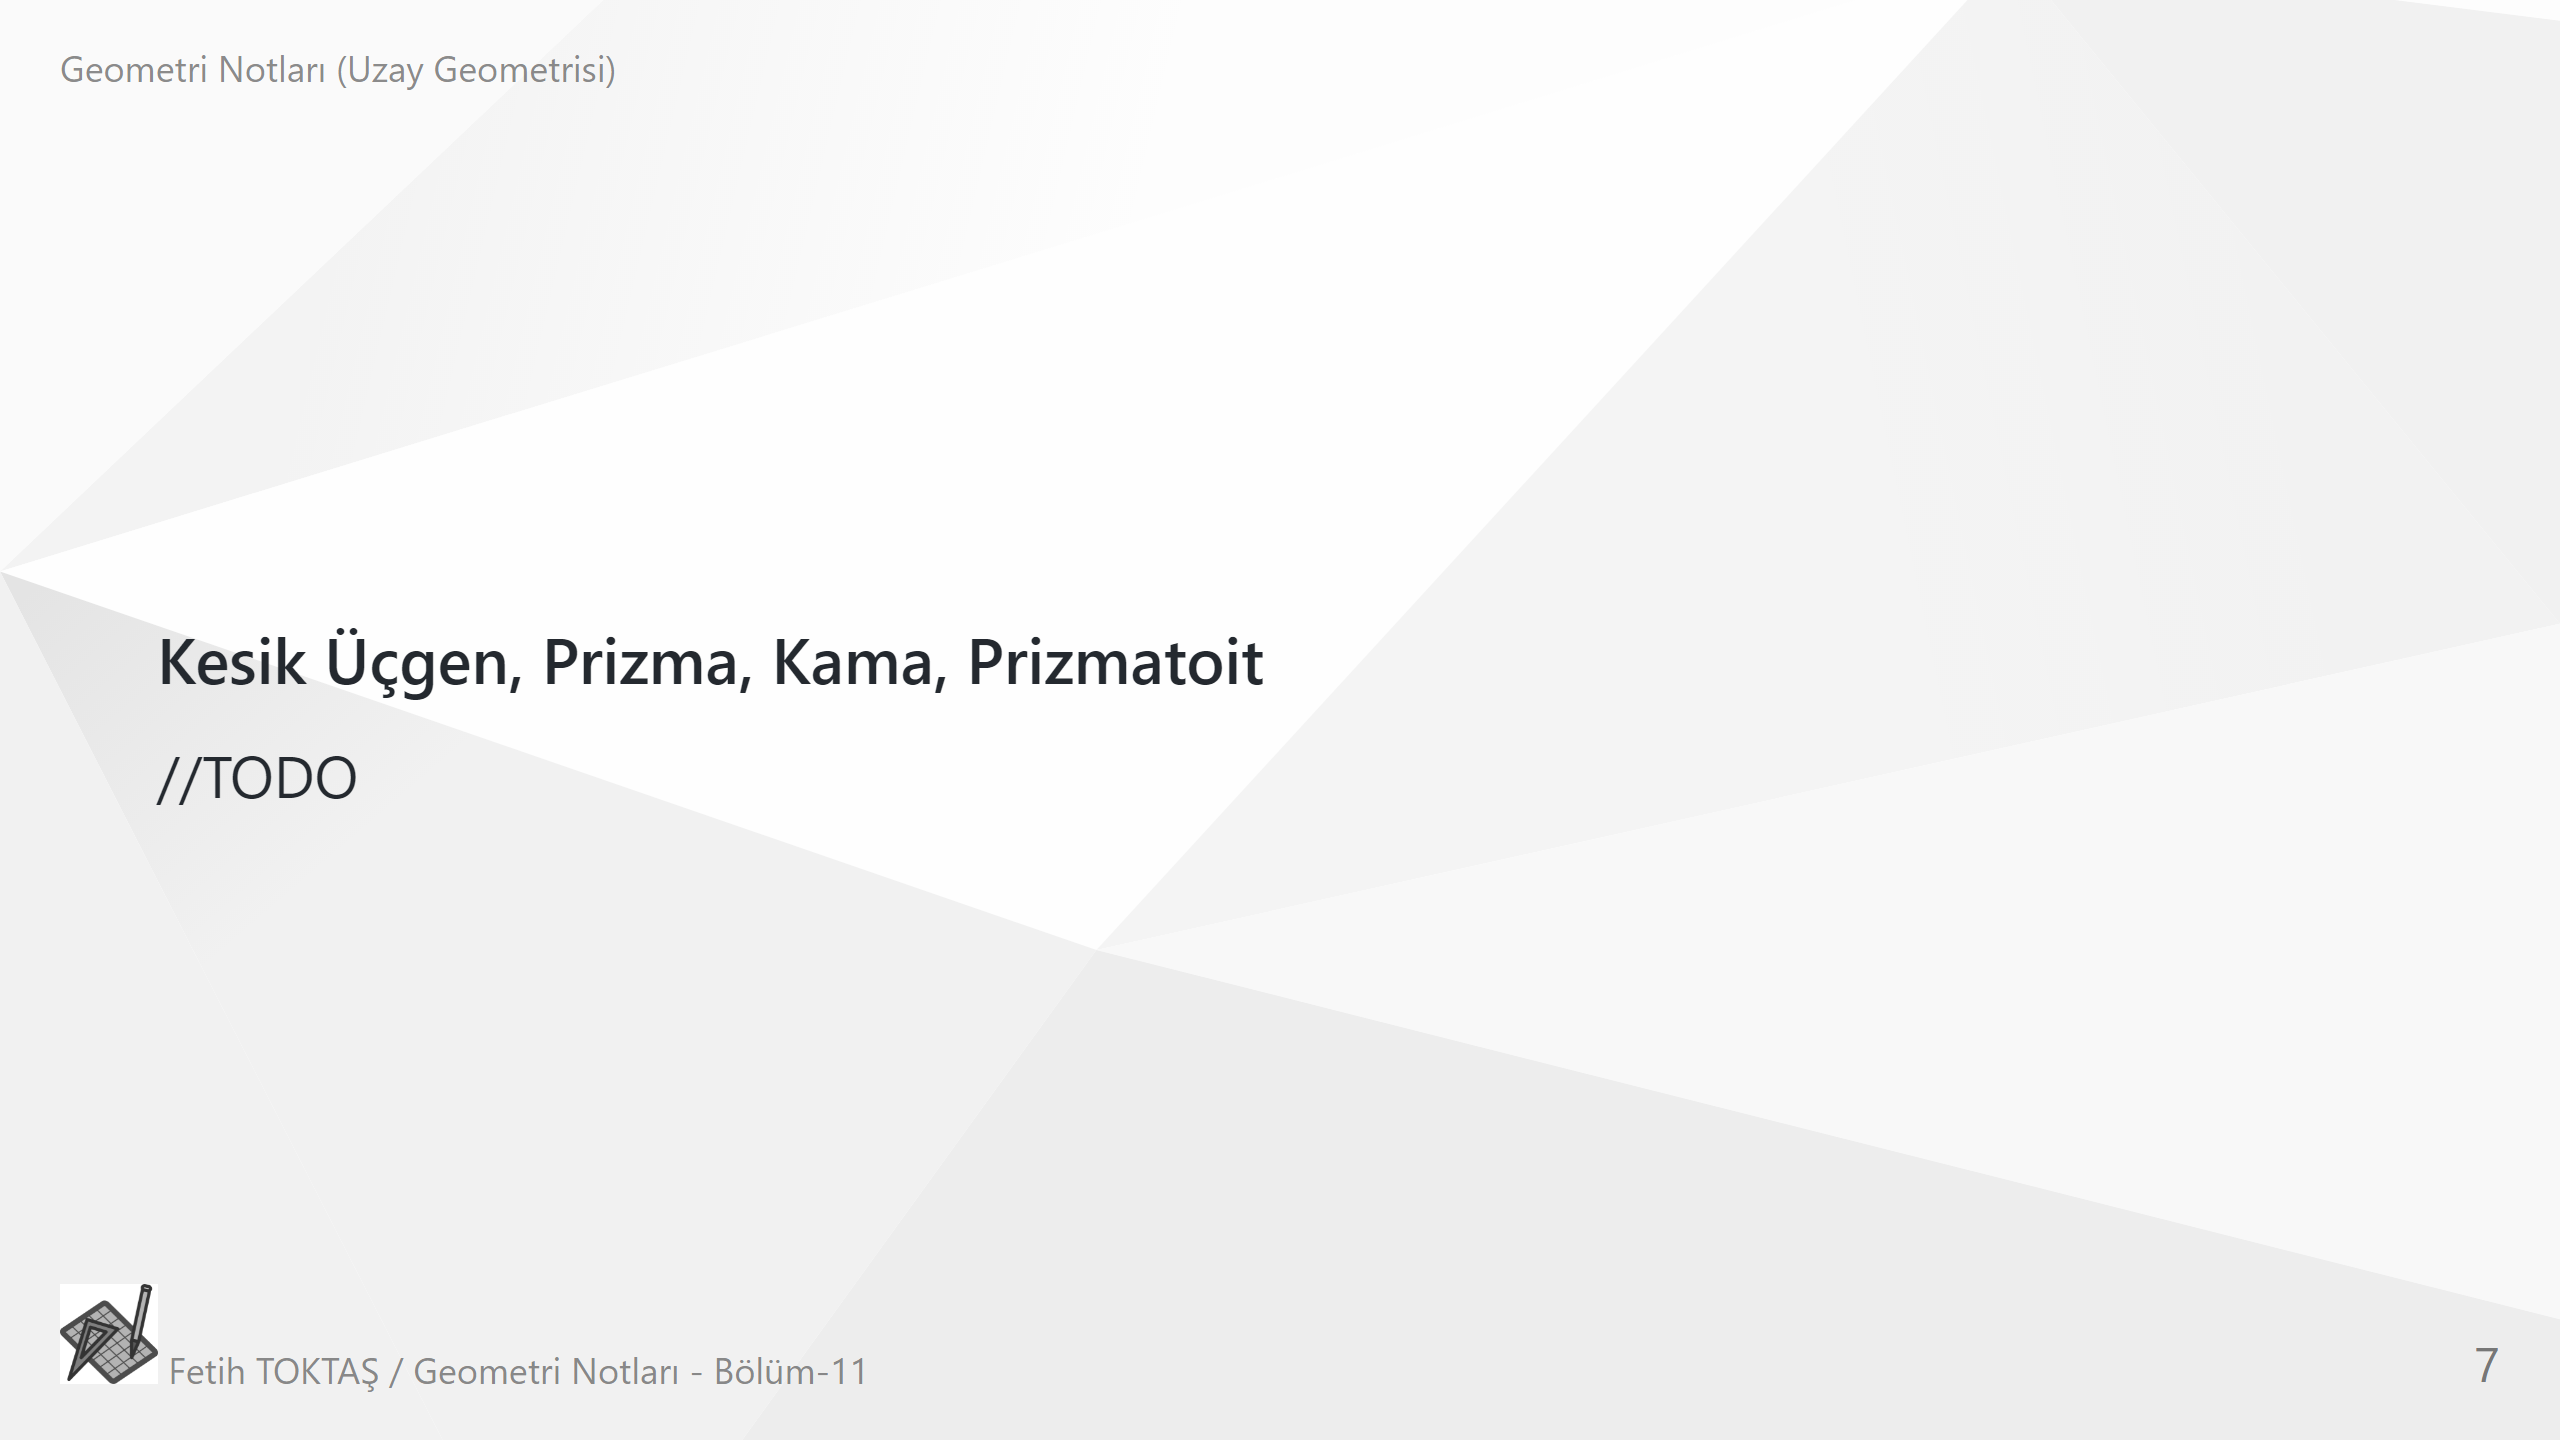 Geometri Notları (Uzay Geometrisi)
Kesik Üçgen, Prizma, Kama, Prizmatoit
//TODO
Fetih TOKTAŞ / Geometri Notları - Bölüm-11
7